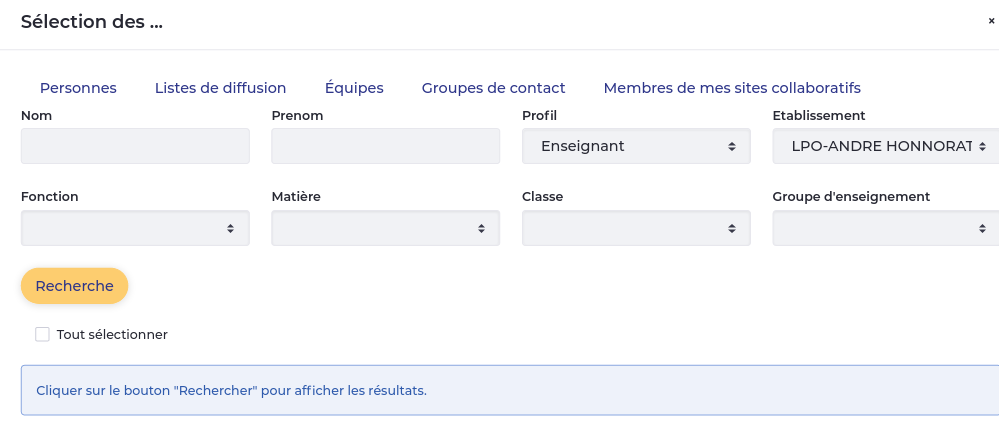 Sélection des ...
×
Personnes Listes de diffusion Équipes Groupes de contact Membres de mes sites collaboratifs
Nom Prenom Profil Etablissement
Enseignant LPO-ANDRE HONNORAT
Fonction Matière Classe Groupe d'enseignement
Recherche
Tout sélectionner
Cliquer sur le bouton "Rechercher" pour afficher les résultats.